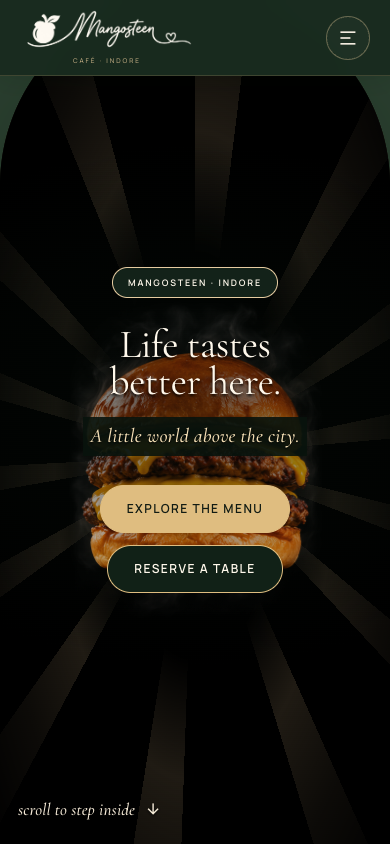 Mangosteen
CAFÉ · INDORE
MANGOSTEEN · INDORE
Life tastes
better here.
A little world above the city.
EXPLORE THE MENU
RESERVE A TABLE
scroll to step inside